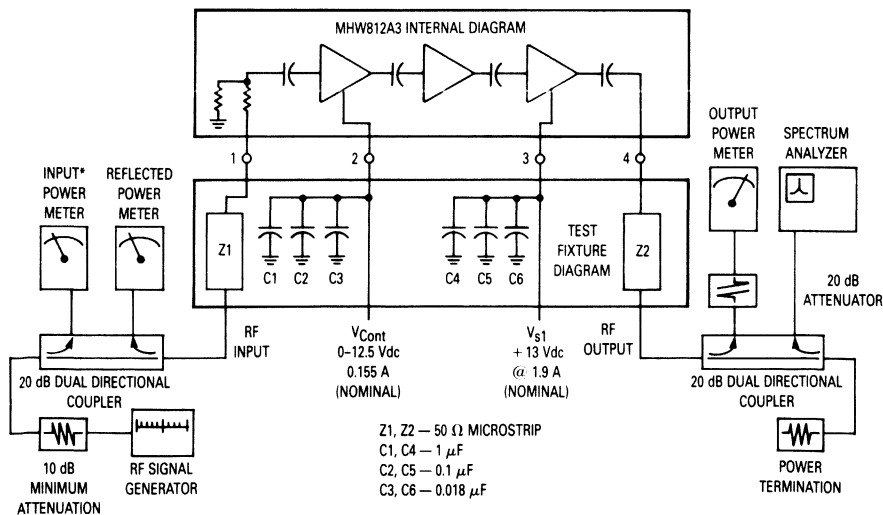 MHW812A3 INTERNAL DIAGRAM
1
2
3
4
INPUT*
POWER
METER
REFLECTED
POWER
METER
OUTPUT
POWER
METER
SPECTRUM
ANALYZER
Z1
C1
C2
C3
C4
C5
C6
TEST
FIXTURE
DIAGRAM
Z2
20 dB
ATTENUATOR
RF
INPUT
VCont
0–12.5 Vdc
0.155 A
(NOMINAL)
Vs1
+ 13 Vdc
@ 1.9 A
(NOMINAL)
RF
OUTPUT
20 dB DUAL DIRECTIONAL
COUPLER
20 dB DUAL DIRECTIONAL
COUPLER
10 dB
MINIMUM
ATTENUATION
RF SIGNAL
GENERATOR
Z1, Z2 — 50 Ω MICROSTRIP
C1, C4 — 1 μF
C2, C5 — 0.1 μF
C3, C6 — 0.018 μF
POWER
TERMINATION